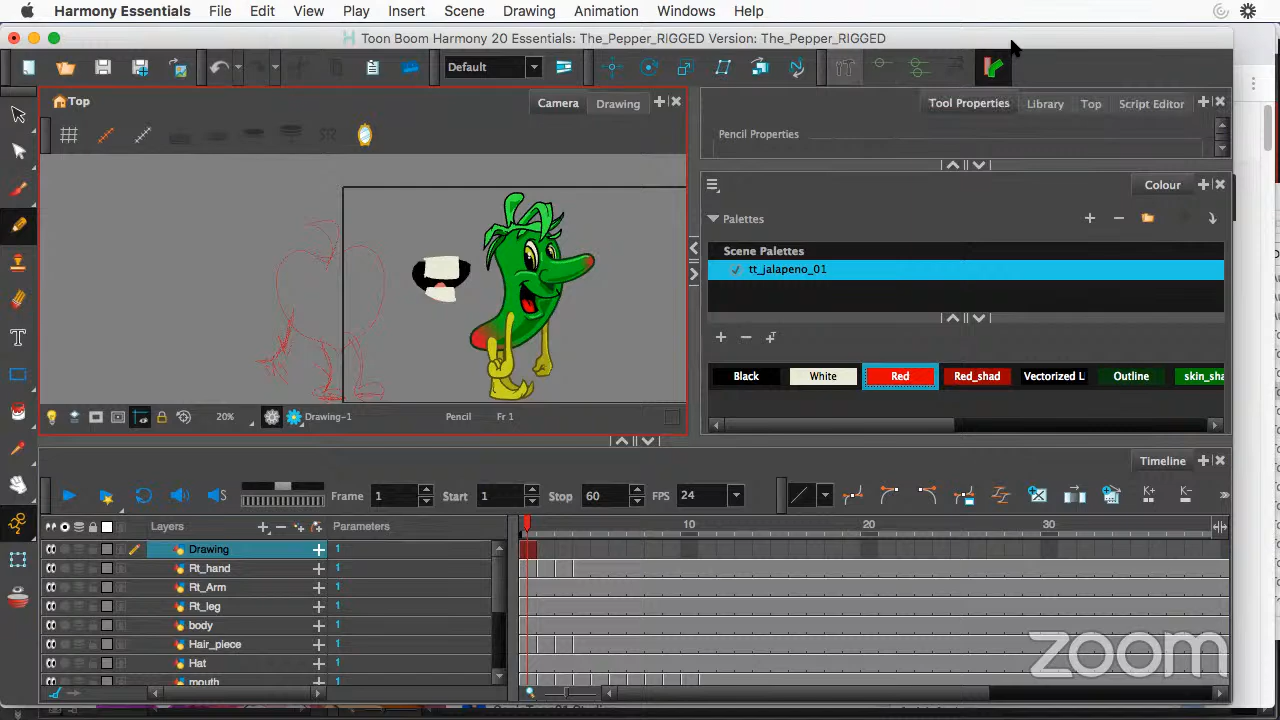 Harmony Essentials File Edit View Play Insert Scene Drawing Animation Windows Help
Toon Boom Harmony 20 Essentials: The_Pepper_RIGGED Version: The_Pepper_RIGGED
Default
Top
Camera
Drawing
Tool Properties
Library
Top
Script Editor
Pencil Properties
Colour
Palettes
Scene Palettes
tt_jalapeno_01
Black
White
Red
Red_shad
Vectorized L
Outline
skin_sha
20%
Drawing-1
Pencil
Fr 1
Timeline
Frame 1 Start 1 Stop 60 FPS 24
Layers
Parameters
10
20
30
Drawing 1
Rt_hand 1
Rt_Arm 1
Rt_leg 1
body 1
Hair_piece 1
Hat 1
mouth
zoom